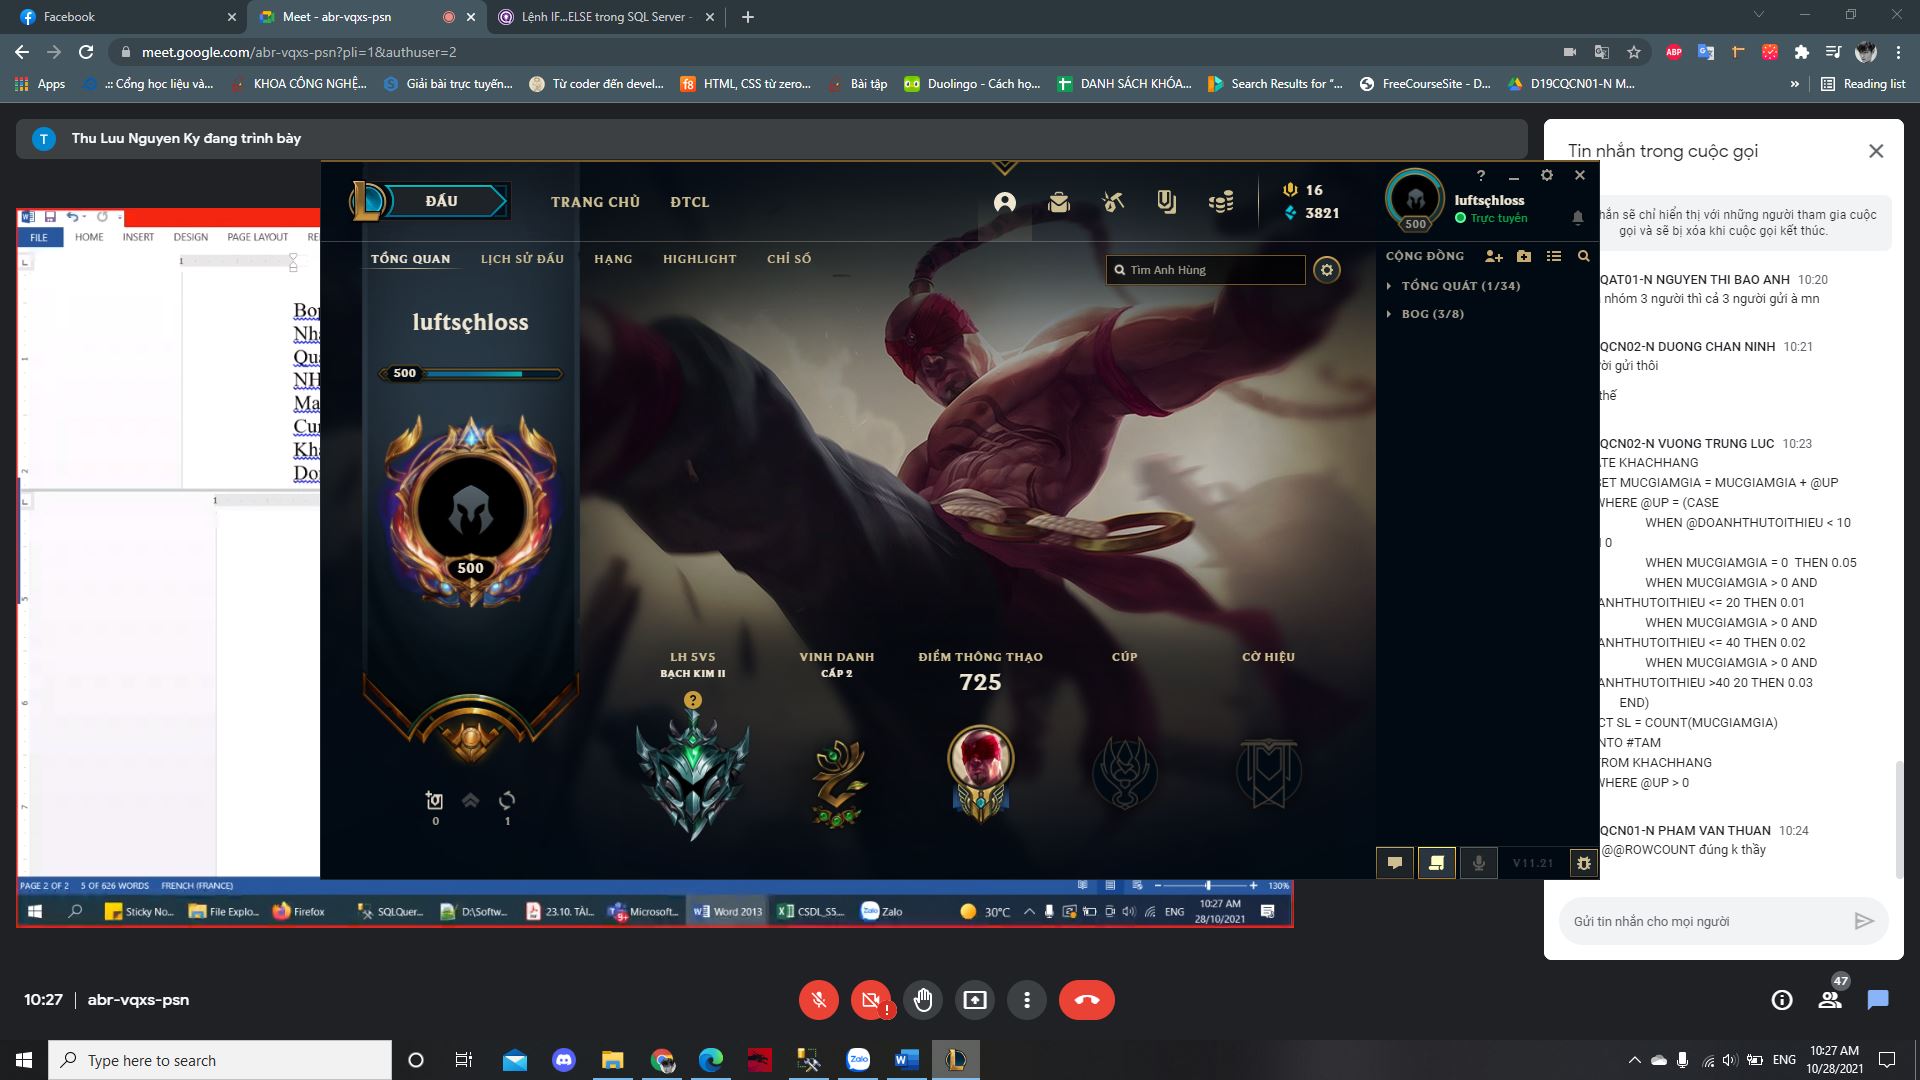 Facebook
Meet - abr-vqxs-psn
Lệnh IF...ELSE trong SQL Server -
meet.google.com/abr-vqxs-psn?pli=1&authuser=2
Apps
.:: Cổng học liệu và...
KHOA CÔNG NGHỆ...
Giải bài trực tuyến...
Từ coder đến devel...
HTML, CSS từ zero...
Bài tập
Duolingo - Cách họ...
DANH SÁCH KHÓA...
Search Results for "...
FreeCourseSite - D...
D19CQCN01-N M...
»
Reading list
T
Thu Luu Nguyen Ky đang trình bày
FILE
HOME
INSERT
DESIGN
PAGE LAYOUT
RE
Nha
Qua
NH
Ma
Kha
ĐẤU
TRANG CHỦ
ĐTCL
16
3821
500
luftsçhloss
Trực tuyến
TỔNG QUAN
LỊCH SỬ ĐẤU
HẠNG
HIGHLIGHT
CHỈ SỐ
Tìm Anh Hùng
CỘNG ĐỒNG
TỔNG QUÁT (1/34)
BOG (3/8)
luftsçhloss
500
500
LH 5V5
BẠCH KIM II
?
VINH DANH
CẤP 2
ĐIỂM THÔNG THẠO
725
CÚP
CỜ HIỆU
0
1
V11.21
Tin nhắn trong cuộc gọi
hắn sẽ chỉ hiển thị với những người tham gia cuộc
gọi và sẽ bị xóa khi cuộc gọi kết thúc.
QAT01-N NGUYEN THI BAO ANH 10:20
nhóm 3 người thì cả 3 người gửi à mn
QCN02-N DUONG CHAN NINH 10:21
ời gửi thôi
thế
QCN02-N VUONG TRUNG LUC 10:23
TE KHACHHANG
SET MUCGIAMGIA = MUCGIAMGIA + @UP
WHERE @UP = (CASE
WHEN @DOANHTHUTOITHIEU < 10
0
WHEN MUCGIAMGIA = 0 THEN 0.05
WHEN MUCGIAMGIA > 0 AND
ANHTHUTOITHIEU <= 20 THEN 0.01
WHEN MUCGIAMGIA > 0 AND
ANHTHUTOITHIEU <= 40 THEN 0.02
WHEN MUCGIAMGIA > 0 AND
ANHTHUTOITHIEU >40 20 THEN 0.03
END)
CT SL = COUNT(MUCGIAMGIA)
NTO #TAM
FROM KHACHHANG
WHERE @UP > 0
QCN01-N PHAM VAN THUAN 10:24
@@ROWCOUNT đúng k thầy
Gửi tin nhắn cho mọi người
PAGE 2 OF 2
5 OF 626 WORDS
FRENCH (FRANCE)
130%
Sticky No...
File Explo...
Firefox
SQLQuer...
D:\Softw...
23.10. TÀI...
Microsoft...
Word 2013
CSDL_S5...
Zalo
30°C
ENG
10:27 AM
28/10/2021
10:27
abr-vqxs-psn
47
Type here to search
Zalo
ENG
10:27 AM
10/28/2021